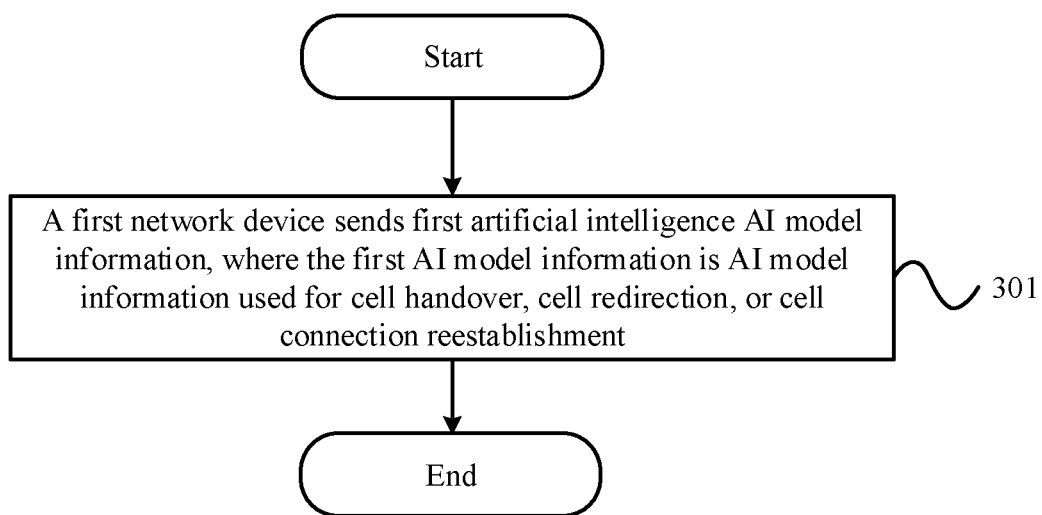 Start
A first network device sends first artificial intelligence AI model
information, where the first AI model information is AI model
information used for cell handover, cell redirection, or cell
connection reestablishment
301
End